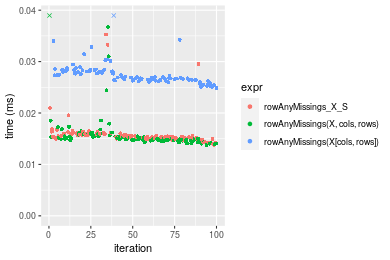 0.04
0.03
0.02
0.01
0.00
time (ms)
0
25
50
75
100
iteration
expr
rowAnyMissings_X_S
rowAnyMissings(X, cols, rows)
rowAnyMissings(X[cols, rows])